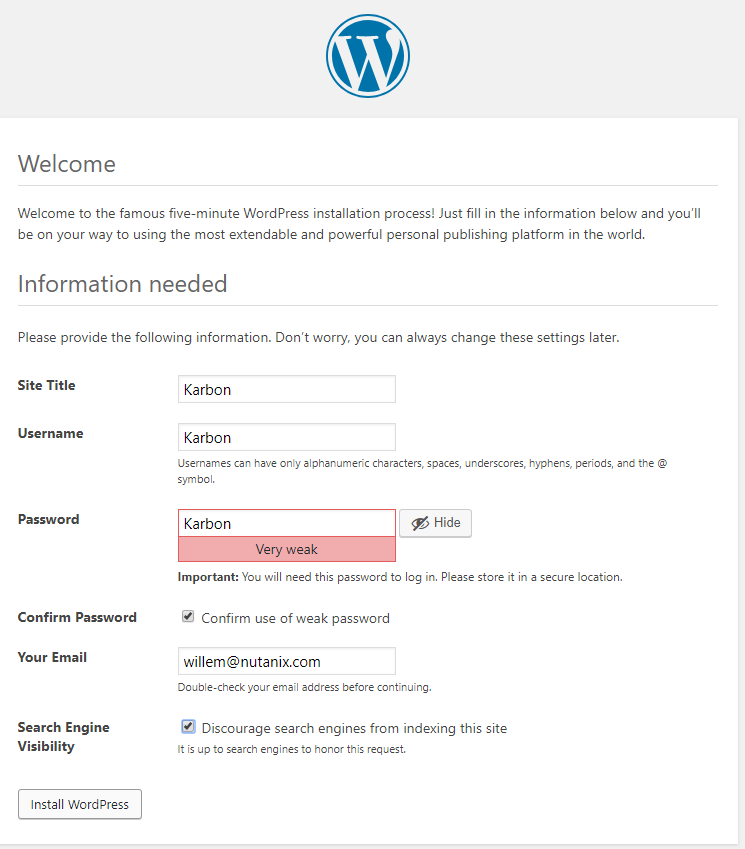 Welcome
Welcome to the famous five-minute WordPress installation process! Just fill in the information below and you’ll
be on your way to using the most extendable and powerful personal publishing platform in the world.
Information needed
Please provide the following information. Don’t worry, you can always change these settings later.
Site Title
Karbon
Username
Karbon
Usernames can have only alphanumeric characters, spaces, underscores, hyphens, periods, and the @
symbol.
Password
Karbon
Hide
Very weak
Important: You will need this password to log in. Please store it in a secure location.
Confirm Password
Confirm use of weak password
Your Email
willem@nutanix.com
Double-check your email address before continuing.
Search Engine
Visibility
Discourage search engines from indexing this site
It is up to search engines to honor this request.
Install WordPress